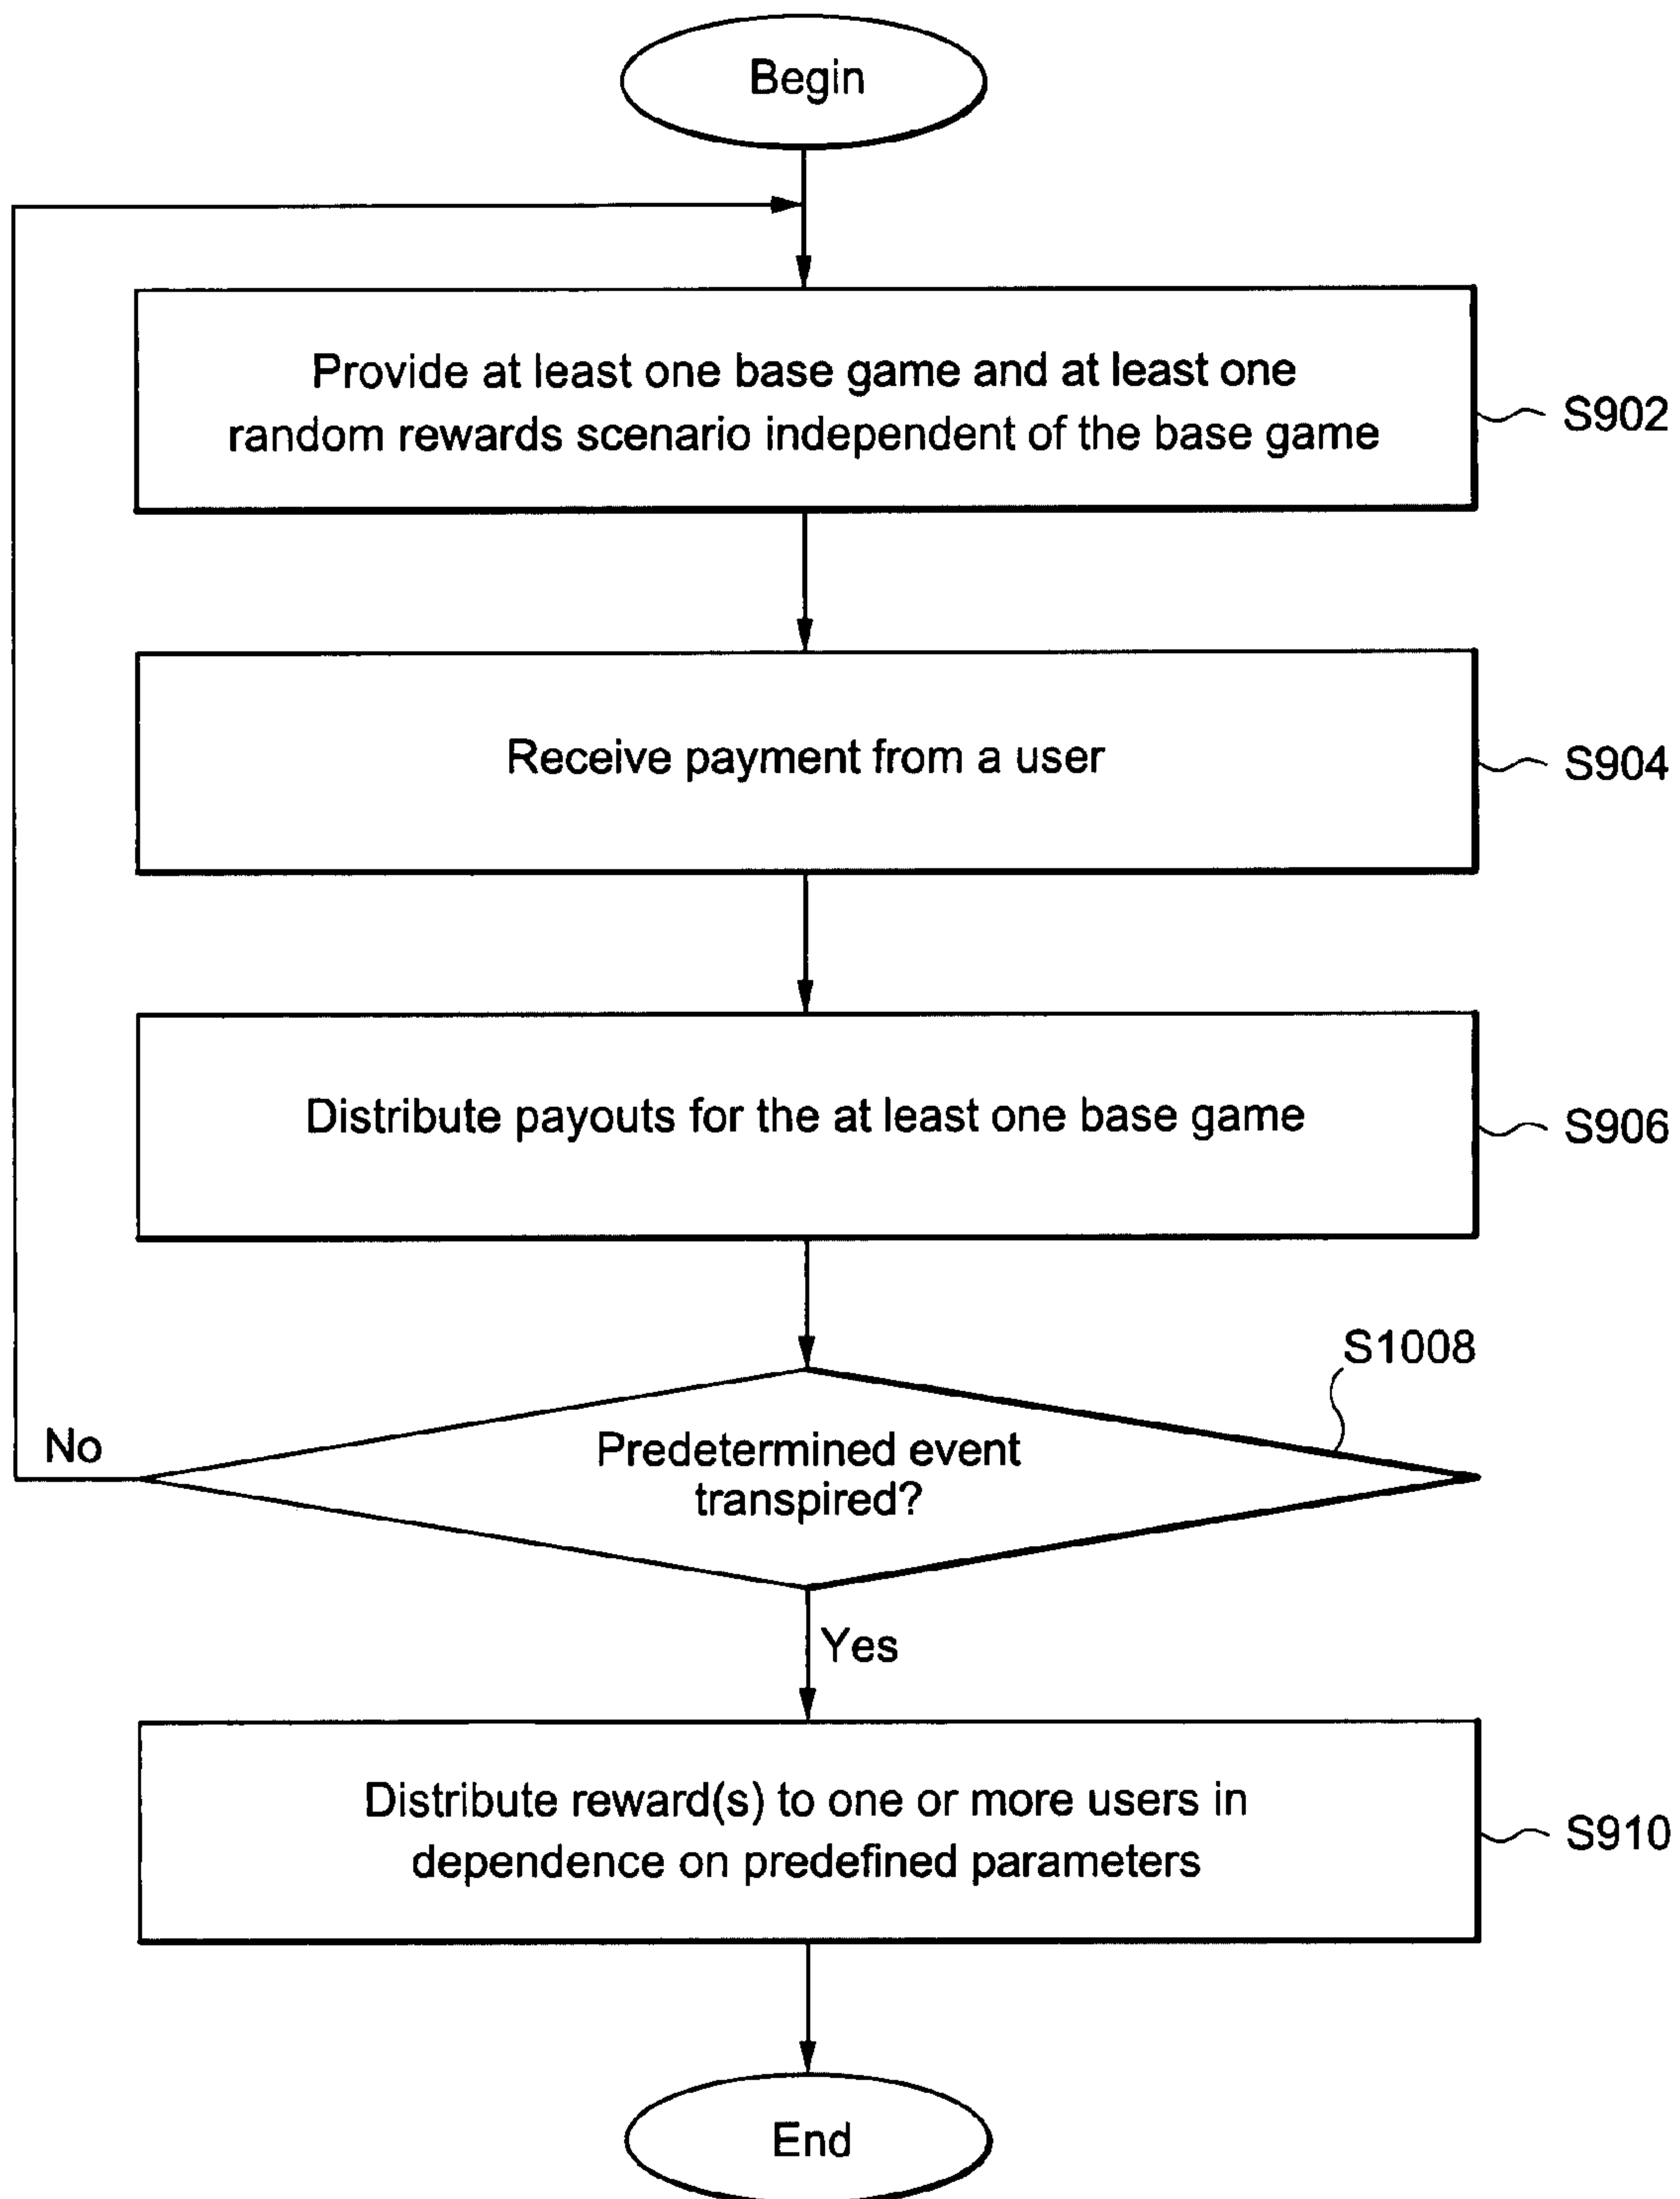 Begin
Provide at least one base game and at least one
random rewards scenario independent of the base game
S902
Receive payment from a user
S904
Distribute payouts for the at least one base game
S906
S1008
No
Predetermined event
transpired?
Yes
Distribute reward(s) to one or more users in
dependence on predefined parameters
S910
End